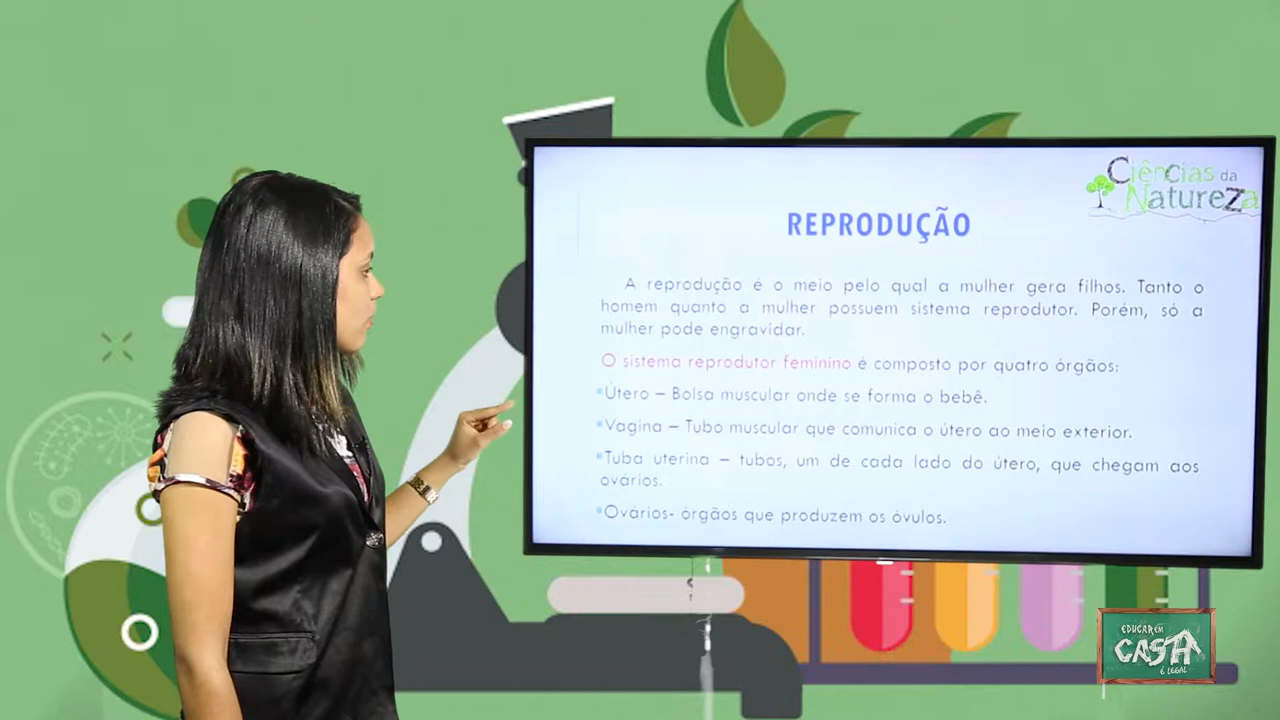 Ciências da
Natureza
REPRODUÇÃO
A reprodução é o meio pelo qual a mulher gera filhos. Tanto o
homem quanto a mulher possuem sistema reprodutor. Porém, só a
mulher pode engravidar.
O sistema reprodutor feminino é composto por quatro órgãos:
Útero – Bolsa muscular onde se forma o bebê.
Vagina – Tubo muscular que comunica o útero ao meio exterior.
Tuba uterina – tubos, um de cada lado do útero, que chegam aos
ovários.
Ovários- órgãos que produzem os óvulos.
EDUCAR EM
CASA
É LEGAL